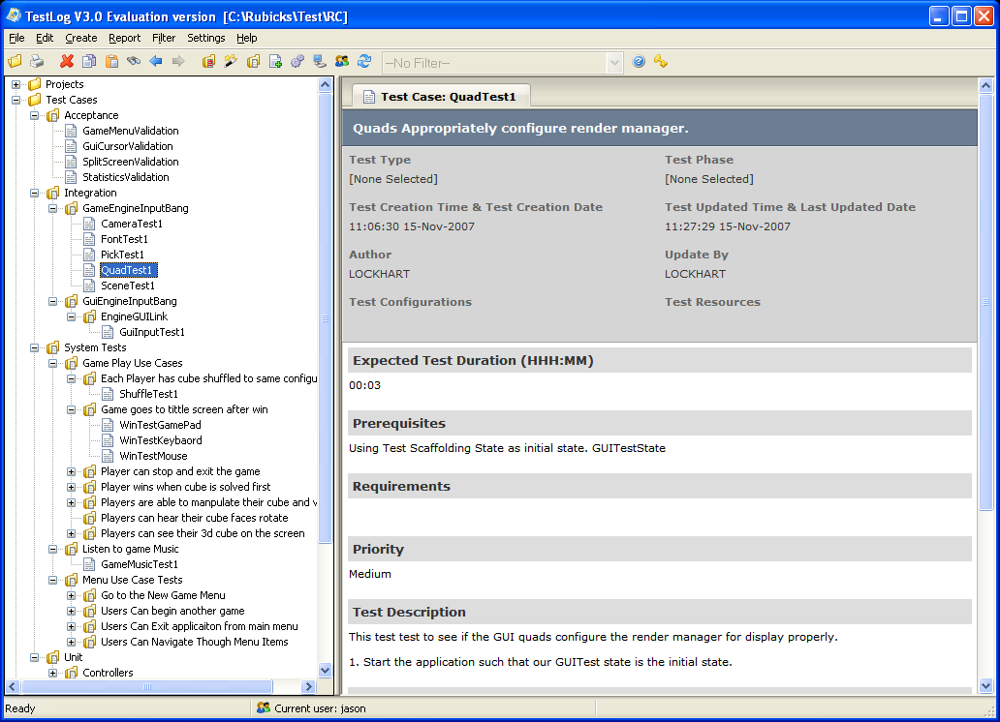 TestLog V3.0 Evaluation version [C:\Rubicks\Test\RC]
File Edit Create Report Filter Settings Help
--No Filter--
Projects
Test Cases
Acceptance
GameMenuValidation
GuiCursorValidation
SplitScreenValidation
StatisticsValidation
Integration
GameEngineInputBang
CameraTest1
FontTest1
PickTest1
QuadTest1
SceneTest1
GuiEngineInputBang
EngineGUILink
GuiInputTest1
System Tests
Game Play Use Cases
Each Player has cube shuffled to same configu
ShuffleTest1
Game goes to tittle screen after win
WinTestGamePad
WinTestKeybaord
WinTestMouse
Player can stop and exit the game
Player wins when cube is solved first
Players are able to manpulate their cube and v
Players can hear their cube faces rotate
Players can see their 3d cube on the screen
Listen to game Music
GameMusicTest1
Menu Use Case Tests
Go to the New Game Menu
Users Can begin another game
Users Can Exit applicaiton from main menu
Users Can Navigate Though Menu Items
Unit
Controllers
Test Case: QuadTest1
Quads Appropriately configure render manager.
Test Type Test Phase
[None Selected] [None Selected]
Test Creation Time & Test Creation Date Test Updated Time & Last Updated Date
11:06:30 15-Nov-2007 11:27:29 15-Nov-2007
Author Update By
LOCKHART LOCKHART
Test Configurations Test Resources
Expected Test Duration (HHH:MM)
00:03
Prerequisites
Using Test Scaffolding State as initial state. GUITestState
Requirements
Priority
Medium
Test Description
This test test to see if the GUI quads configure the render manager for display properly.
1. Start the application such that our GUITest state is the initial state.
Ready Current user: jason